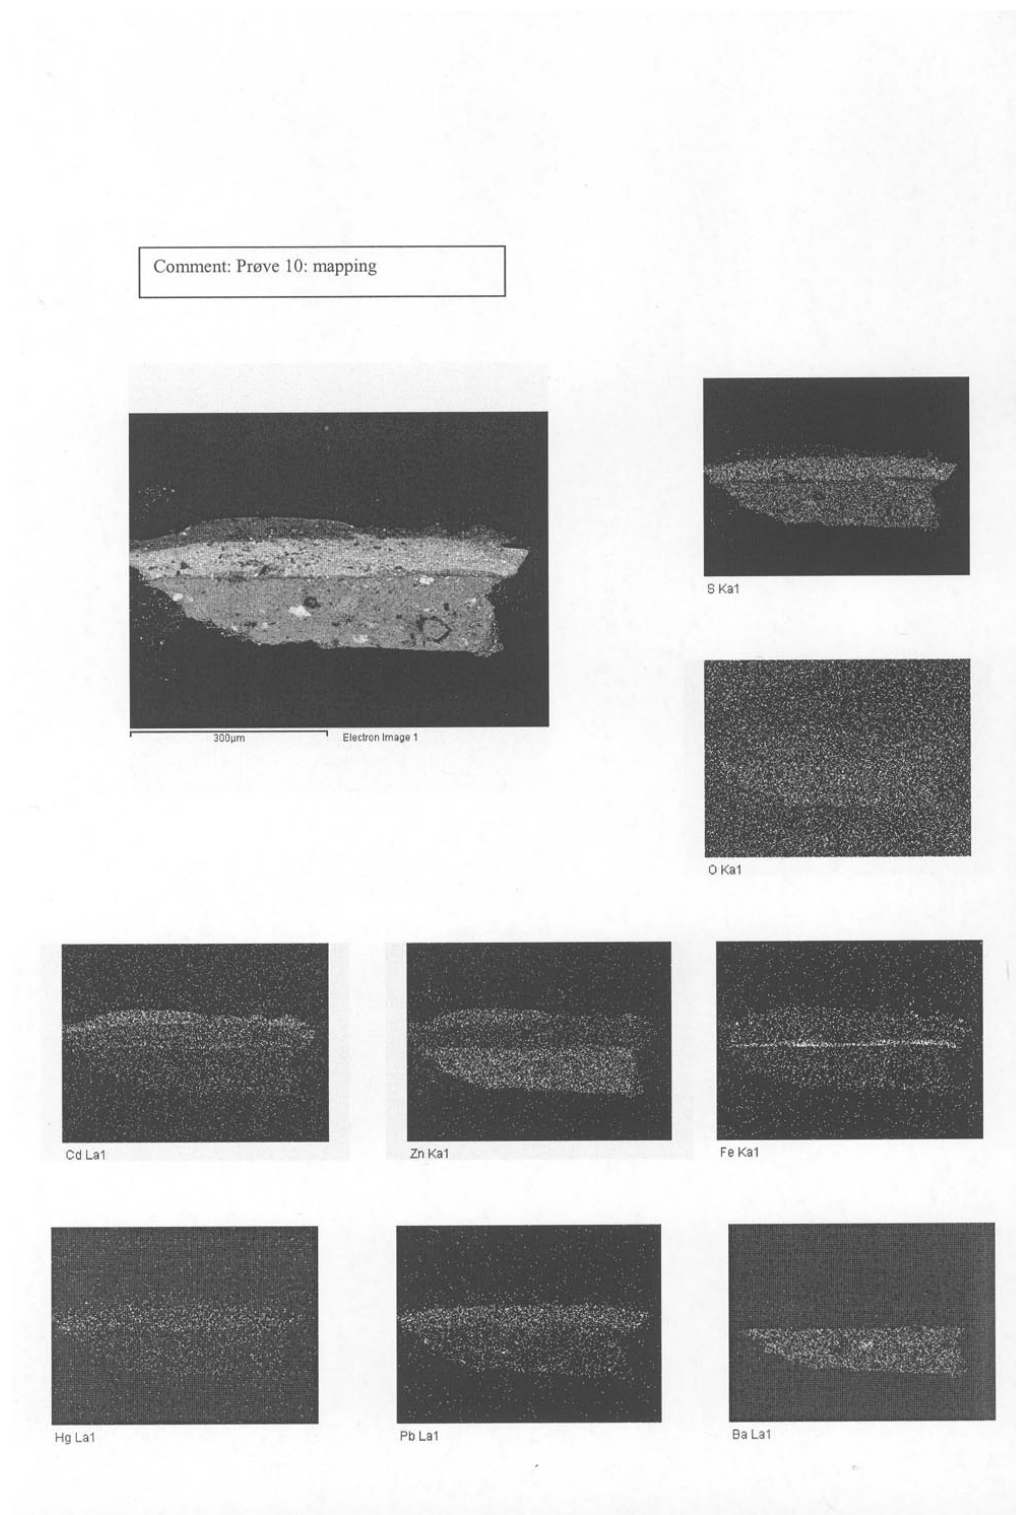 Comment: Prøve 10: mapping
S Ka1
300µm Electron Image 1
O Ka1
Cd La1 Zn Ka1 Fe Ka1
Hg La1 Pb La1 Ba La1